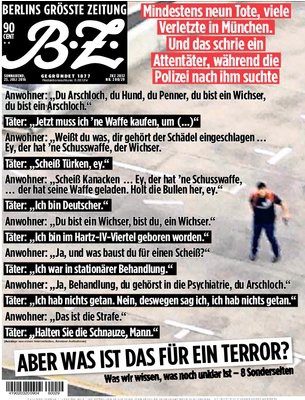 BERLINS GRÖSSTE ZEITUNG
90
CENT
B.Z.
GEGRÜNDET 1877
SONNABEND,
23. JULI 2016
Mindestens neun Tote, viele
Verletzte in München.
Und das schrie ein
Attentäter, während die
Polizei nach ihm suchte
Anwohner: „Du Arschloch, du Hund, du Penner, du bist ein Wichser,
du bist ein Arschloch.“
Täter: „Jetzt muss ich ’ne Waffe kaufen, um (...)“
Anwohner: „Weißt du was, dir gehört der Schädel eingeschlagen ...
Ey, der hat ’ne Schusswaffe, der Wichser.
Täter: „Scheiß Türken, ey.“
Anwohner: „Scheiß Kanacken ... Ey, der hat ’ne Schusswaffe,
... der hat seine Waffe geladen. Holt die Bullen her, ey.“
Täter: „Ich bin Deutscher.“
Anwohner: „Du bist ein Wichser, bist du, ein Wichser.“
Täter: „Ich bin im Hartz-IV-Viertel geboren worden.“
Anwohner: „Ja, und was baust du für einen Scheiß?“
Täter: „Ich war in stationärer Behandlung.“
Anwohner: „Ja, Behandlung, du gehörst in die Psychiatrie, du Arschloch.“
Täter: „Ich hab nichts getan. Nein, deswegen sag ich, ich hab nichts getan.“
Anwohner: „Das ist die Strafe.“
Täter: „Halten Sie die Schnauze, Mann.“
ABER WAS IST DAS FÜR EIN TERROR?
Was wir wissen, was noch unklar ist – 8 Sonderseiten